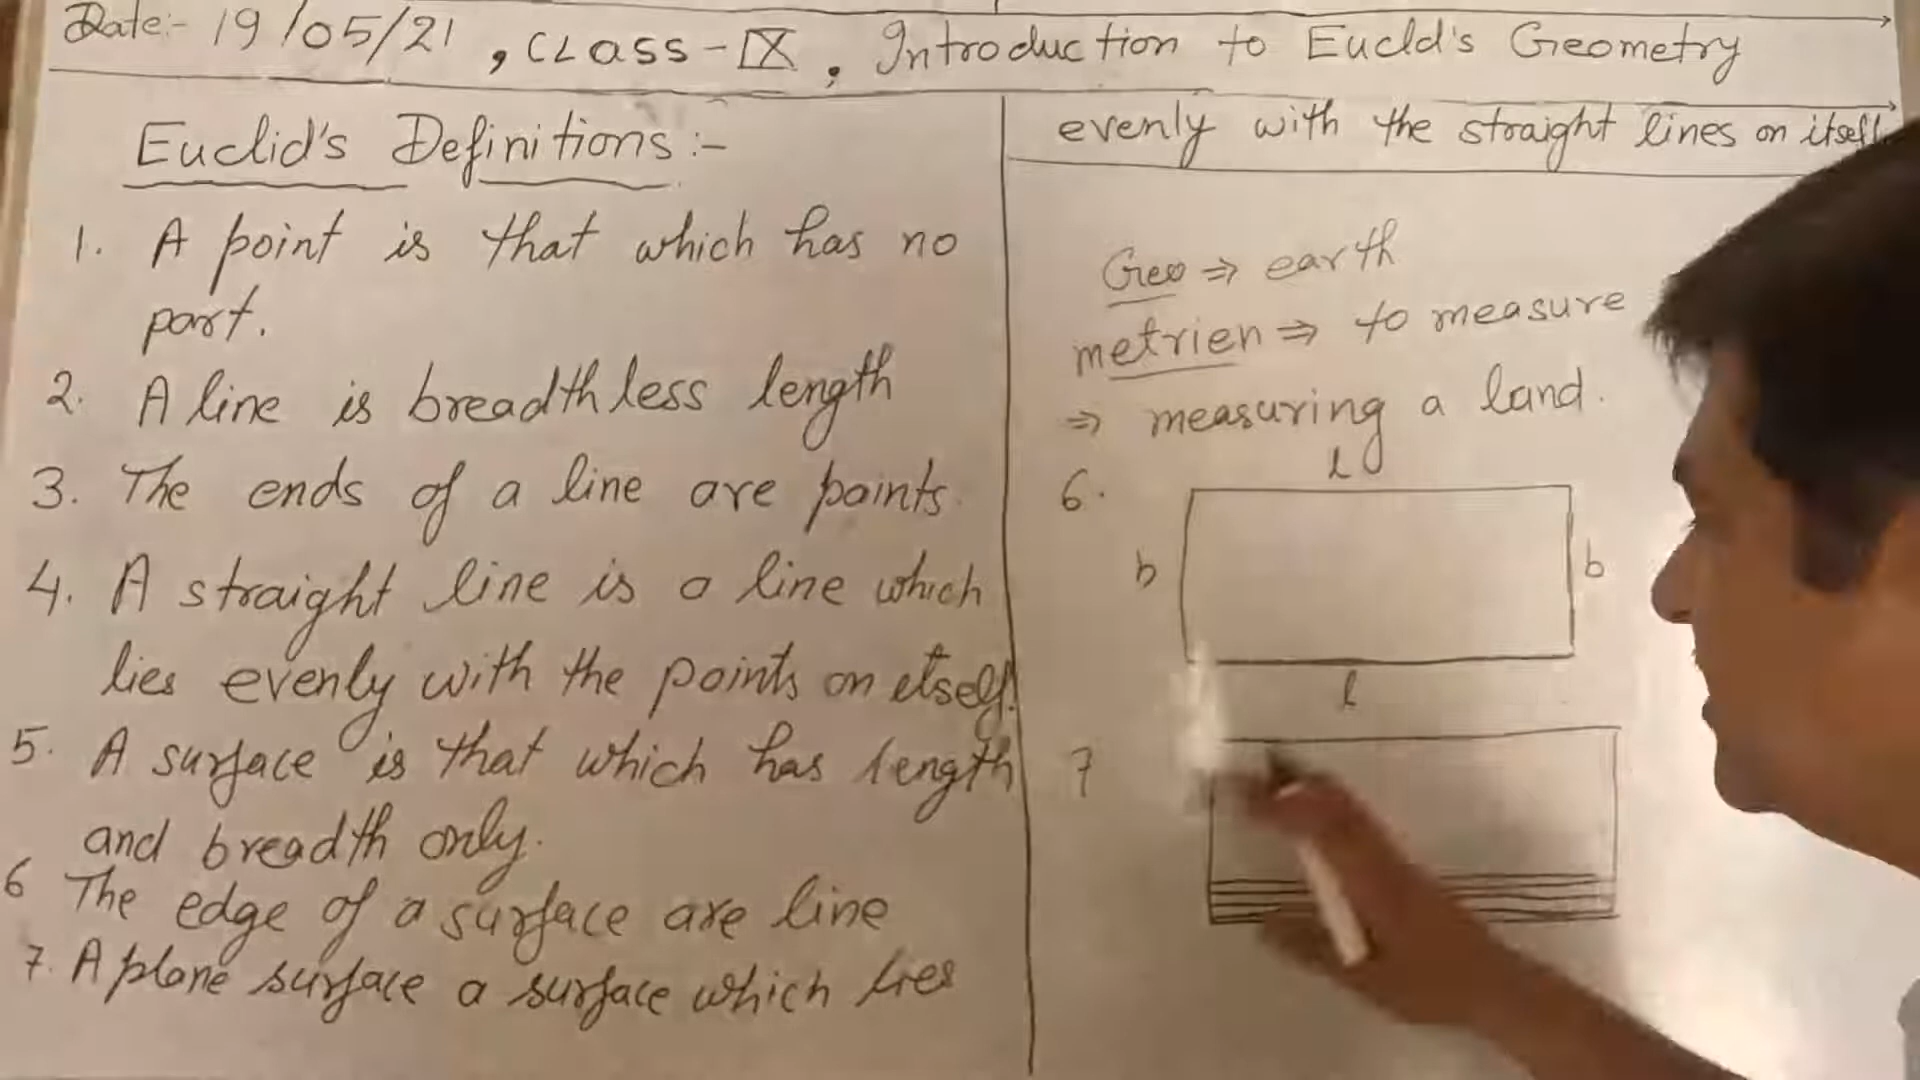 Date:- 19/05/21, CLASS-IX, Introduction to Eucld's Geometry
Euclid's Definitions:-
1. A point is that which has no
part.
2. A line is breadthless length
3. The ends of a line are points.
4. A straight line is a line which
lies evenly with the points on itself.
5. A surface is that which has length
and breadth only.
6 The edge of a surface are line
7. A plane surface a surface which lies
evenly with the straight lines on itself
Geo ⇒ earth
metrien ⇒ to measure
⇒ measuring a land.
6.
l
b
b
l
7